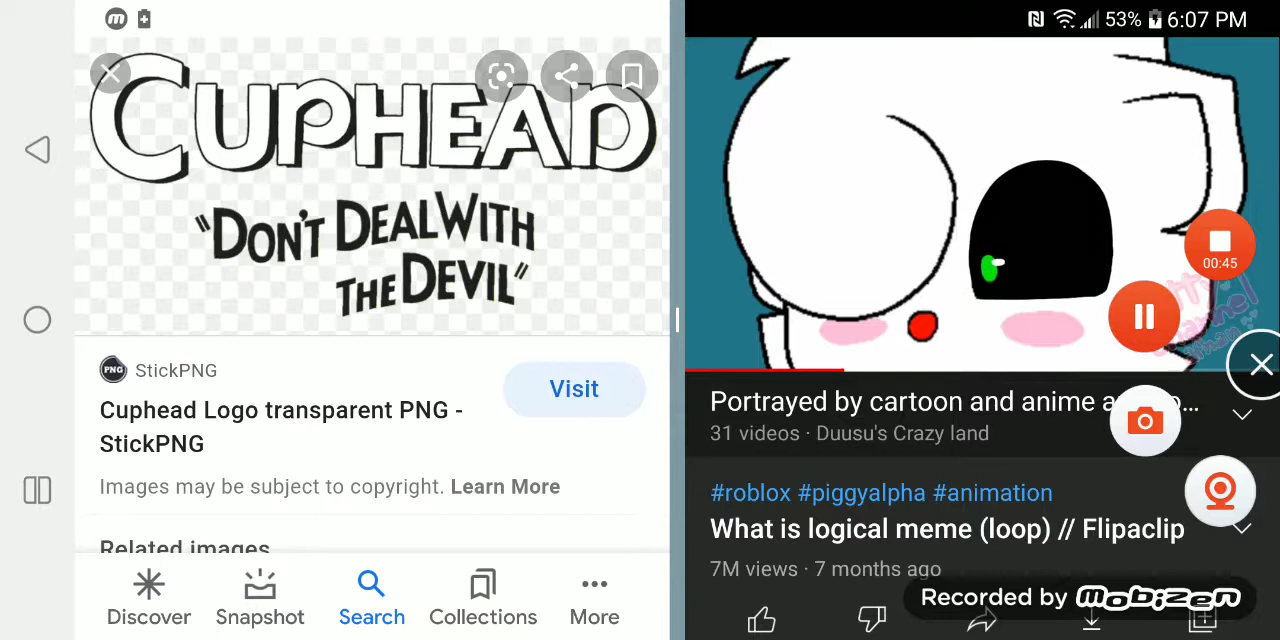 CUPHEAD
"DON'T DEAL WITH
THE DEVIL"
PNG StickPNG
Visit
Cuphead Logo transparent PNG -
StickPNG
Images may be subject to copyright. Learn More
Related images
Discover Snapshot Search Collections More
53% 6:07 PM
00:45
Portrayed by cartoon and anime a
31 videos · Duusu's Crazy land
#roblox #piggyalpha #animation
What is logical meme (loop) // Flipaclip
7M views · 7 months ago
Recorded by mobizen